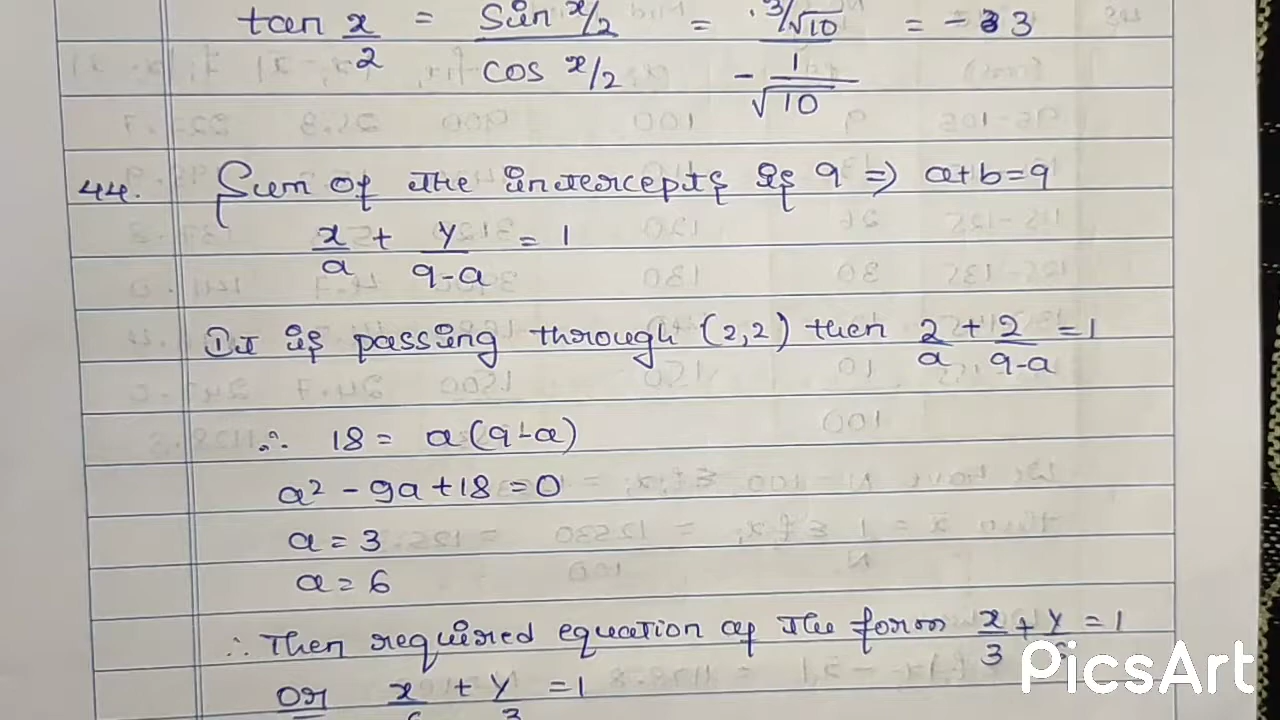 tan x/2 = Sin x/2 / cos x/2 = 3/√10 / -1/√10 = -3
44. Sum of the intercepts is 9 ⇒ a+b=9
x/a + y/9-a = 1
It is passing through (2,2) then 2/a + 2/9-a = 1
∴ 18 = a(9-a)
a² - 9a + 18 = 0
a = 3
a = 6
∴ Then required equation of the form x/3 + y/6 = 1
or x/6 + y/3 = 1
PicsArt